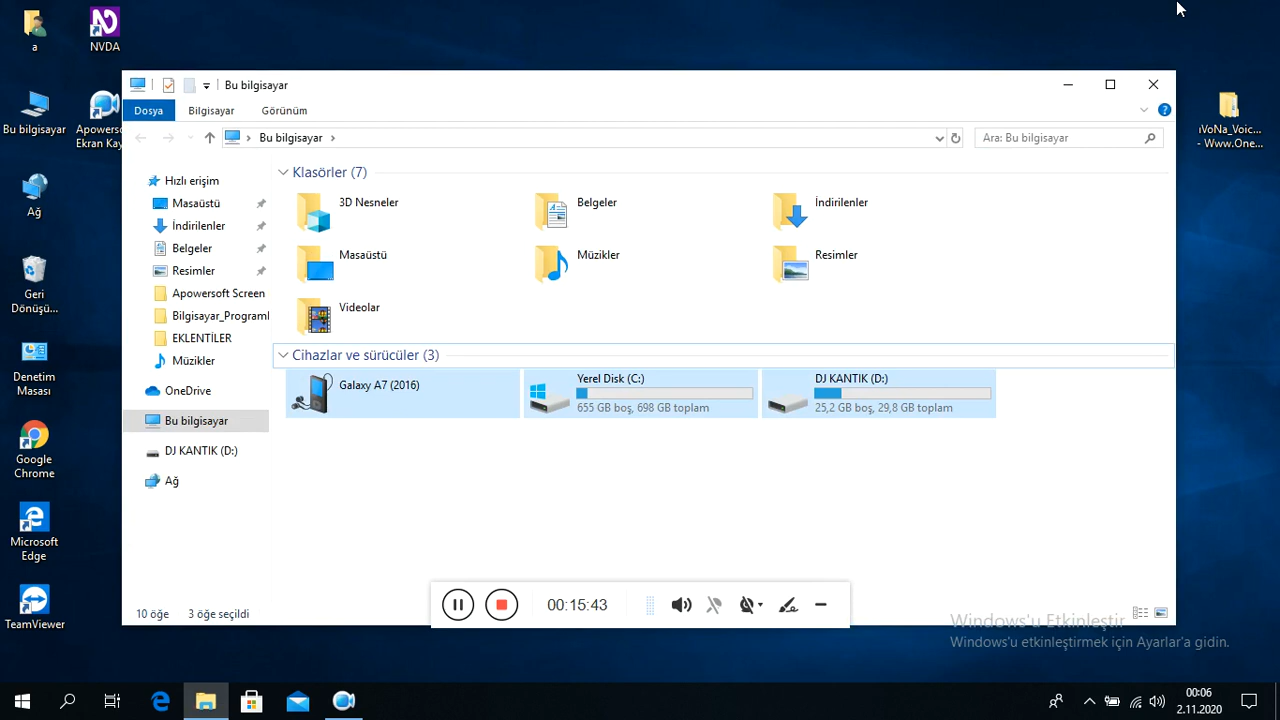 a
NVDA
Bu bilgisayar
Apowerso
Ekran Kay
Ağ
Geri
Dönüşü...
Denetim
Masası
Google
Chrome
Microsoft
Edge
TeamViewer
ıVoNa_Voic...
- Www.One...
Bu bilgisayar
Dosya
Bilgisayar
Görünüm
Bu bilgisayar
Ara: Bu bilgisayar
Hızlı erişim
Masaüstü
İndirilenler
Belgeler
Resimler
Apowersoft Screen
Bilgisayar_Programl
EKLENTİLER
Müzikler
OneDrive
Bu bilgisayar
DJ KANTIK (D:)
Ağ
Klasörler (7)
3D Nesneler
Belgeler
İndirilenler
Masaüstü
Müzikler
Resimler
Videolar
Cihazlar ve sürücüler (3)
Galaxy A7 (2016)
Yerel Disk (C:)
655 GB boş, 698 GB toplam
DJ KANTIK (D:)
25,2 GB boş, 29,8 GB toplam
10 öğe
3 öğe seçildi
00:15:43
Windows'u Etkinleştir
Windows'u etkinleştirmek için Ayarlar'a gidin.
00:06
2.11.2020